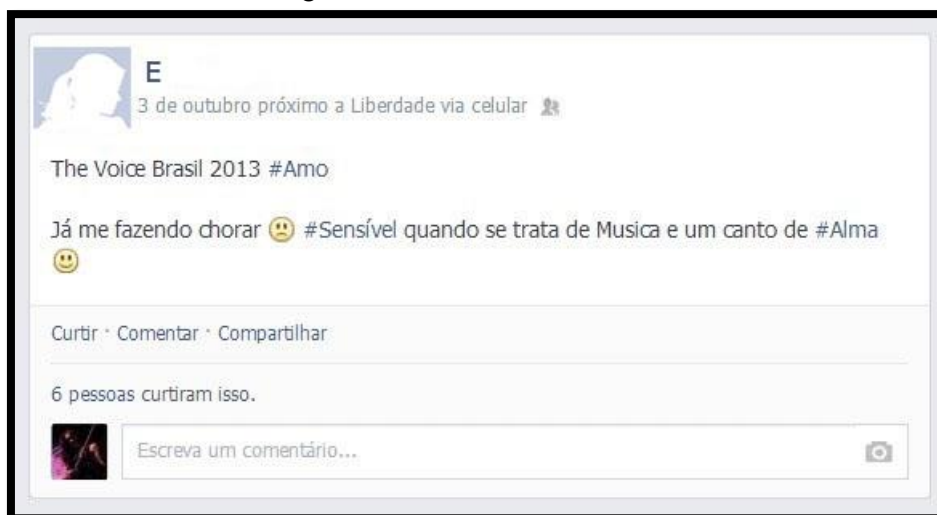 E
3 de outubro próximo a Liberdade via celular
The Voice Brasil 2013 #Amo
Já me fazendo chorar #Sensível quando se trata de Musica e um canto de #Alma
Curtir · Comentar · Compartilhar
6 pessoas curtiram isso.
Escreva um comentário...